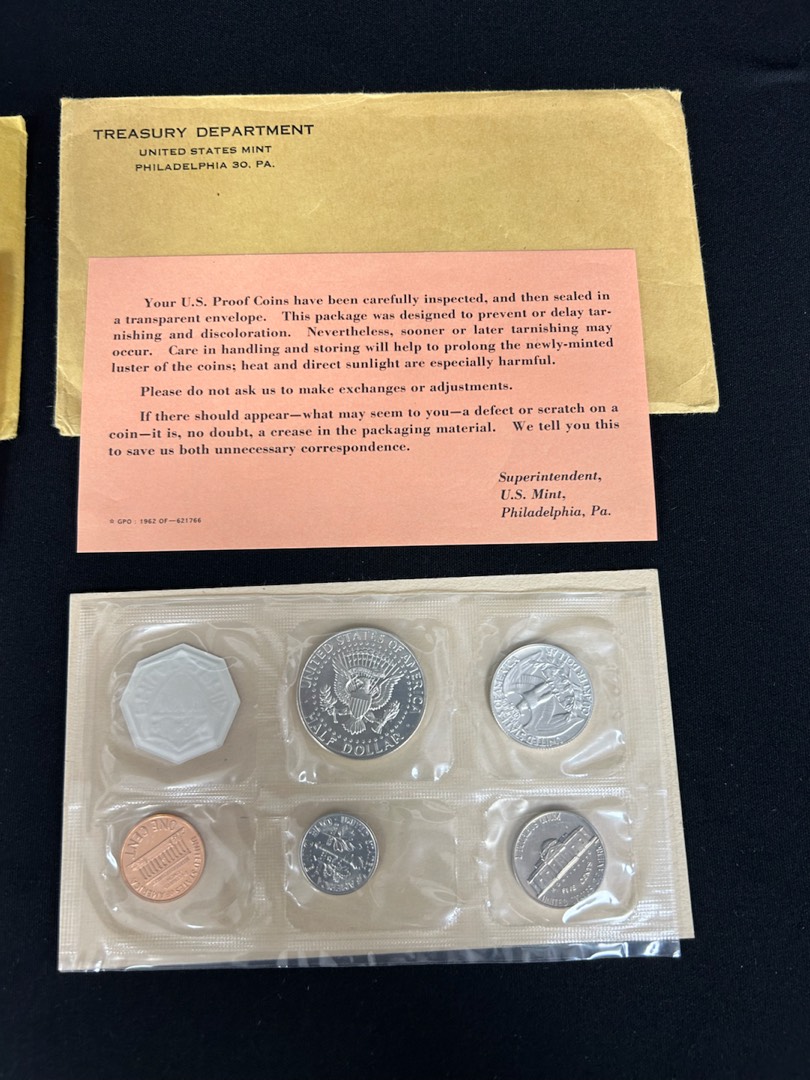 TREASURY DEPARTMENT
UNITED STATES MINT
PHILADELPHIA 30, PA.
Your U.S. Proof Coins have been carefully inspected, and then sealed in
a transparent envelope. This package was designed to prevent or delay tar-
nishing and discoloration. Nevertheless, sooner or later tarnishing may
occur. Care in handling and storing will help to prolong the newly-minted
luster of the coins; heat and direct sunlight are especially harmful.
Please do not ask us to make exchanges or adjustments.
If there should appear—what may seem to you—a defect or scratch on a
coin—it is, no doubt, a crease in the packaging material. We tell you this
to save us both unnecessary correspondence.
Superintendent,
U.S. Mint,
Philadelphia, Pa.
☆ GPO : 1962 OF—621766
UNITED STATES OF AMERICA
HALF DOLLAR
ONE CENT